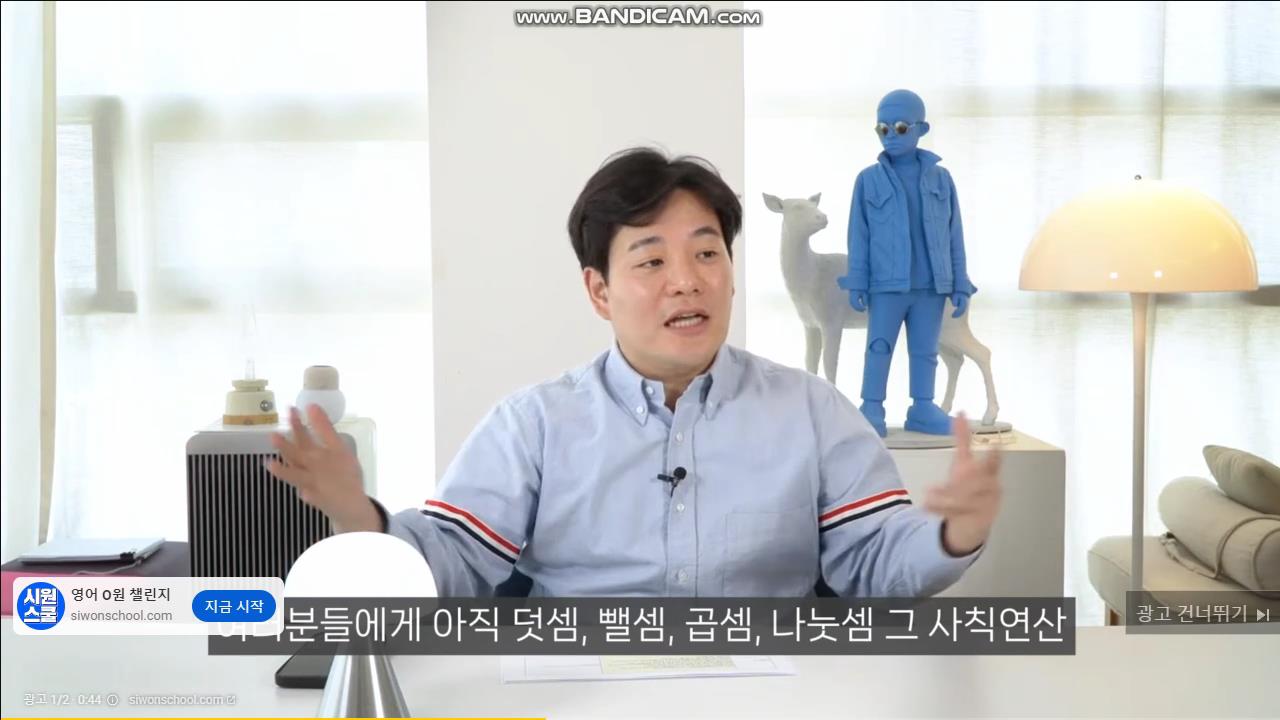 www.BANDICAM.com
시원
스쿨
영어 0원 챌린지
siwonschool.com
지금 시작
여러분들에게 아직 덧셈, 뺄셈, 곱셈, 나눗셈 그 사칙연산
광고 건너뛰기
광고 1/2 · 0:44
siwonschool.com